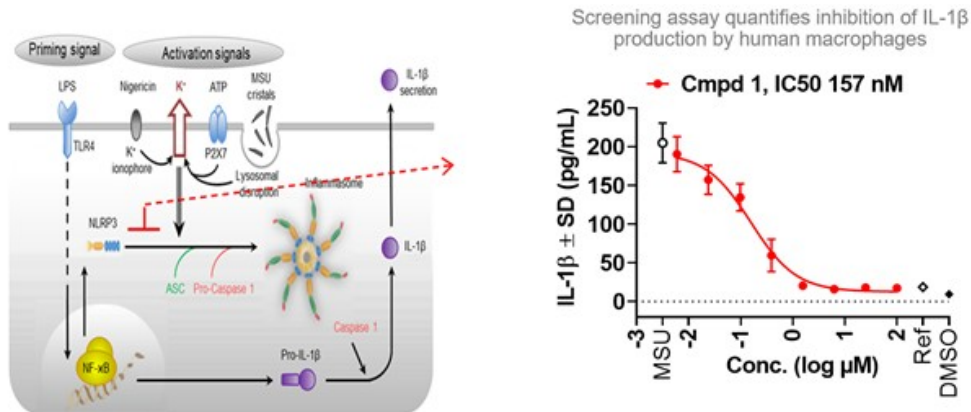 Priming signal
Activation signals
LPS
Nigericin
K⁺
ATP
MSU
cristals
TLR4
K⁺
ionophore
P2X7
Lysosomal
disruption
Inflammasome
NLRP3
ASC
Pro-Caspase 1
IL-1β
secretion
IL-1β
Caspase 1
Pro-IL-1β
NF-κB
Screening assay quantifies inhibition of IL-1β
production by human macrophages
Cmpd 1, IC50 157 nM
IL-1β ± SD (pg/mL)
250
200
150
100
50
0
-3
-2
-1
0
1
2
MSU
Ref
DMSO
Conc. (log µM)